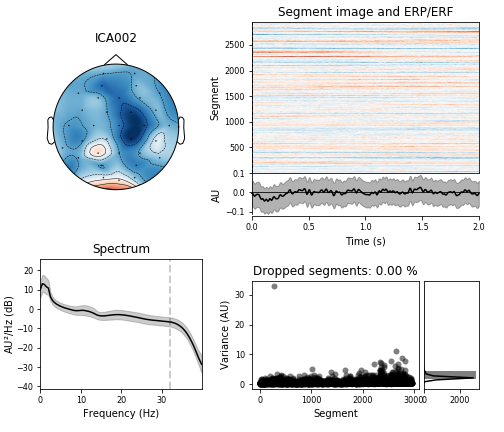 ICA002
Segment image and ERP/ERF
Segment
2500
2000
1500
1000
500
0.1
0.0
−0.1
AU
0.0 0.5 1.0 1.5 2.0
Time (s)
Spectrum
AU²/Hz (dB)
20
10
0
−10
−20
−30
−40
0 10 20 30
Frequency (Hz)
Dropped segments: 0.00 %
Variance (AU)
30
20
10
0
0 1000 2000 3000
Segment
0 2000